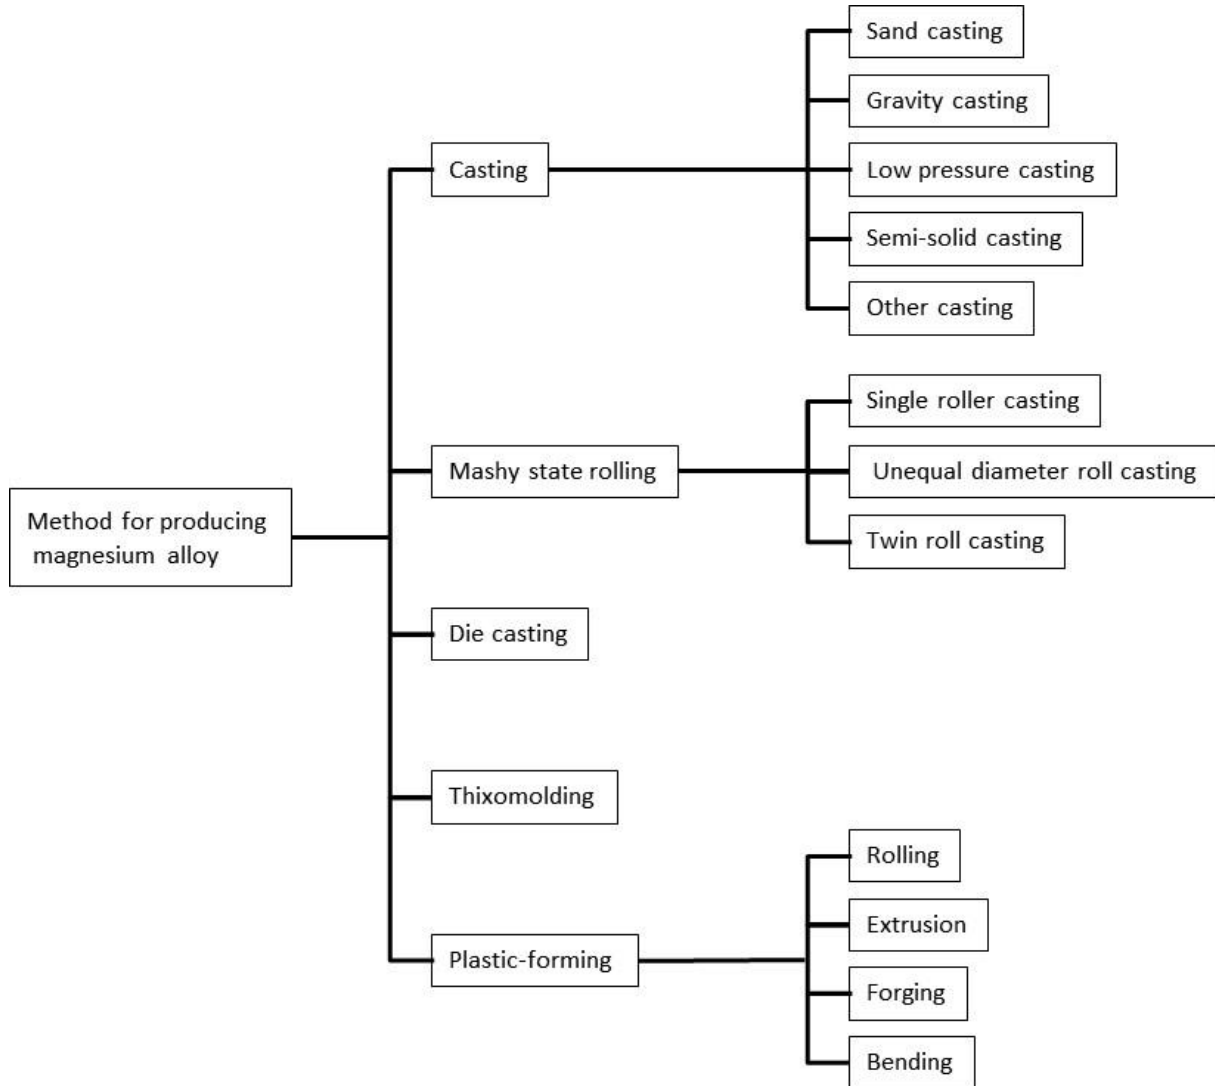 Sand casting
Gravity casting
Casting
Low pressure casting
Semi-solid casting
Other casting
Single roller casting
Mashy state rolling
Unequal diameter roll casting
Method for producing
magnesium alloy
Twin roll casting
Die casting
Thixomolding
Rolling
Extrusion
Plastic-forming
Forging
Bending